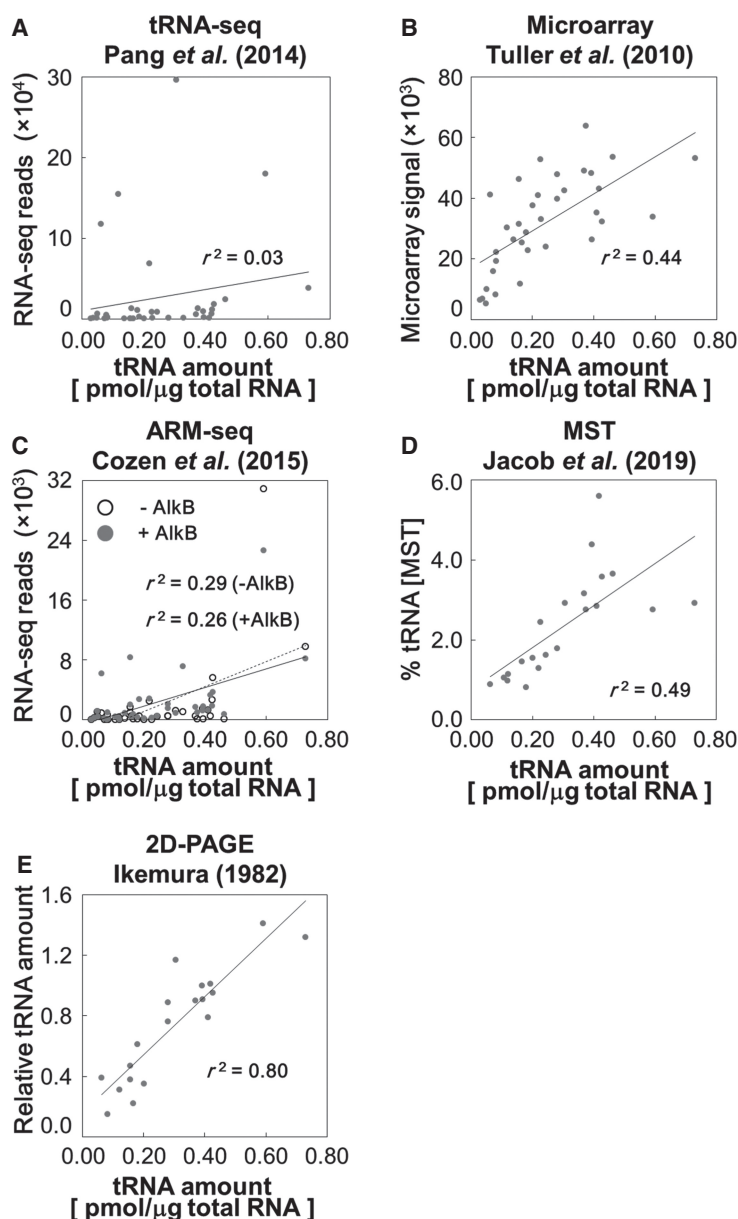 A
tRNA-seq
Pang et al. (2014)
RNA-seq reads (×10⁴)
30
20
10
0
r² = 0.03
0.00 0.20 0.40 0.60 0.80
tRNA amount
[ pmol/μg total RNA ]
B
Microarray
Tuller et al. (2010)
Microarray signal (×10³)
80
60
40
20
0
r² = 0.44
0.00 0.20 0.40 0.60 0.80
tRNA amount
[ pmol/μg total RNA ]
C
ARM-seq
Cozen et al. (2015)
RNA-seq reads (×10³)
32
24
16
8
0
- AlkB
+ AlkB
r² = 0.29 (-AlkB)
r² = 0.26 (+AlkB)
0.00 0.20 0.40 0.60 0.80
tRNA amount
[ pmol/μg total RNA ]
D
MST
Jacob et al. (2019)
% tRNA [MST]
6.0
4.0
2.0
0.0
r² = 0.49
0.00 0.20 0.40 0.60 0.80
tRNA amount
[ pmol/μg total RNA ]
E
2D-PAGE
Ikemura (1982)
Relative tRNA amount
1.6
1.2
0.8
0.4
0.0
r² = 0.80
0.00 0.20 0.40 0.60 0.80
tRNA amount
[ pmol/μg total RNA ]